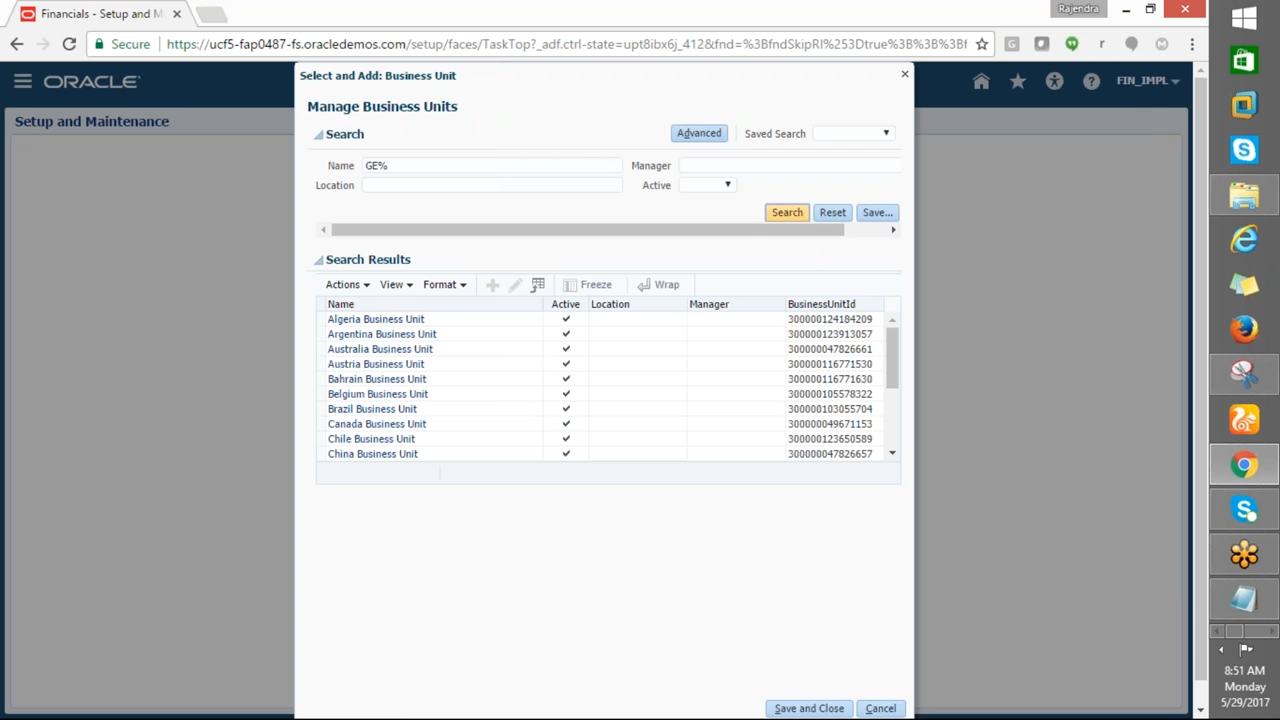 Financials - Setup and M
Rajendra
Secure
https://ucf5-fap0487-fs.oracledemos.com/setup/faces/TaskTop?_adf.ctrl-state=upt8ibx6j_412&fnd=%3BfndSkipRI%253Dtrue%3B%3B%3Bf
ORACLE
FIN_IMPL
Setup and Maintenance
Select and Add: Business Unit
Manage Business Units
Search
Advanced Saved Search
Name GE% Manager
Location Active
Search Reset Save...
Search Results
Actions View Format Freeze Wrap
Name Active Location Manager BusinessUnitId
Algeria Business Unit 300000124184209
Argentina Business Unit 300000123913057
Australia Business Unit 300000047826661
Austria Business Unit 300000116771530
Bahrain Business Unit 300000116771630
Belgium Business Unit 300000105578322
Brazil Business Unit 300000103055704
Canada Business Unit 300000049671153
Chile Business Unit 300000123650589
China Business Unit 300000047826657
Save and Close Cancel
8:51 AM
Monday
5/29/2017